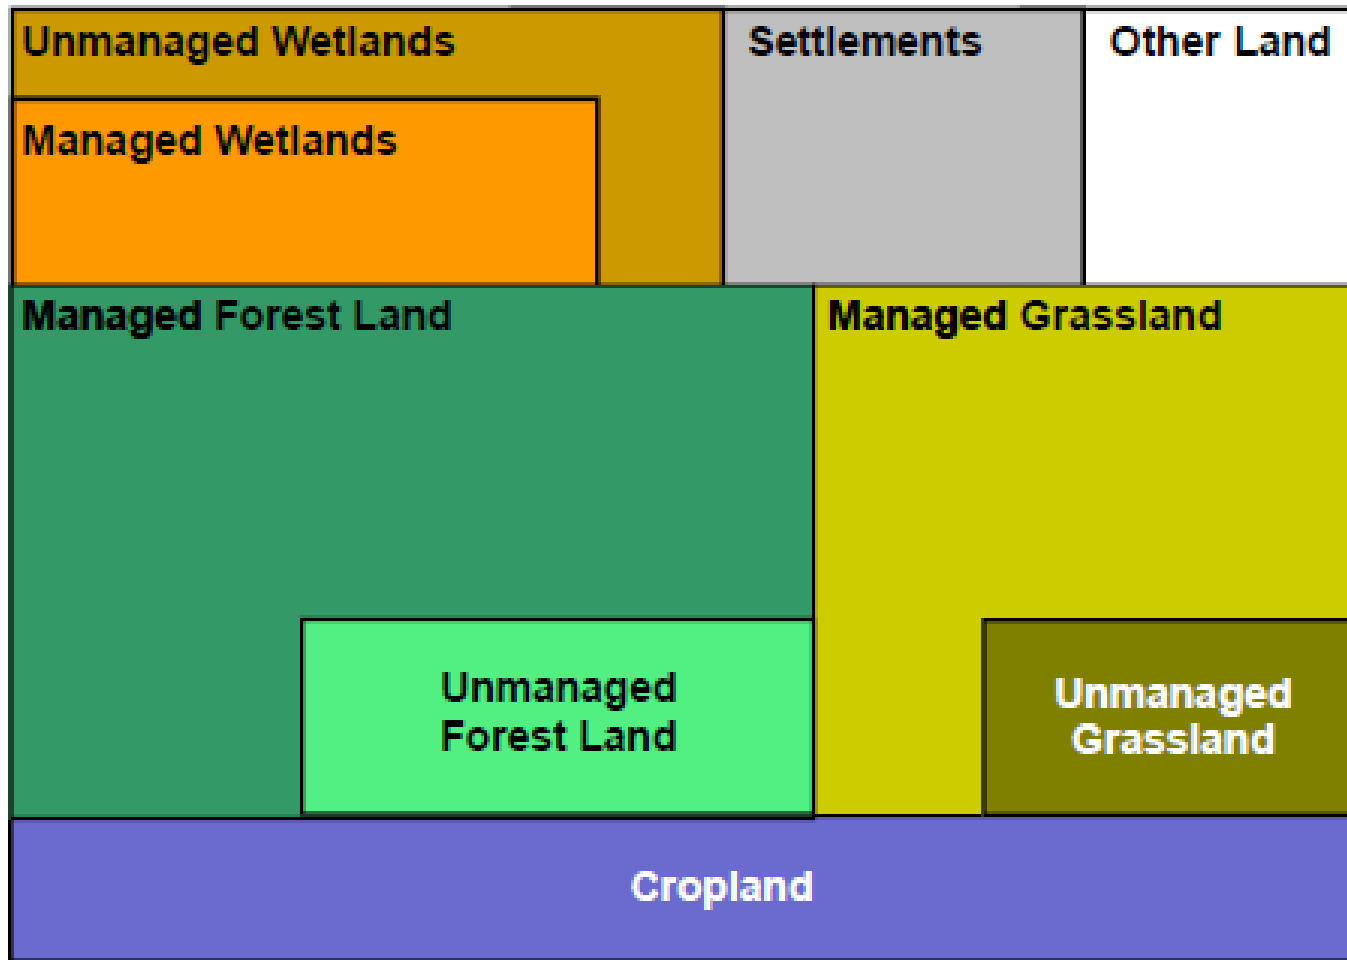 Unmanaged Wetlands
Settlements
Other Land
Managed Wetlands
Managed Forest Land
Managed Grassland
Unmanaged
Forest Land
Unmanaged
Grassland
Cropland